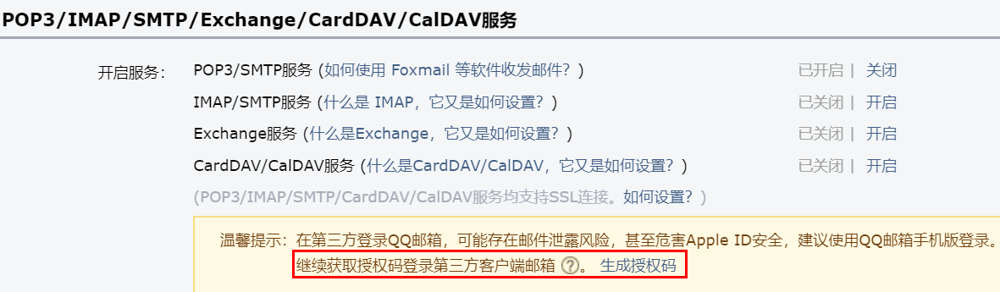 POP3/IMAP/SMTP/Exchange/CardDAV/CalDAV服务
开启服务： POP3/SMTP服务 (如何使用 Foxmail 等软件收发邮件？) 已开启 | 关闭
IMAP/SMTP服务 (什么是 IMAP，它又是如何设置？) 已关闭 | 开启
Exchange服务 (什么是Exchange，它又是如何设置？) 已关闭 | 开启
CardDAV/CalDAV服务 (什么是CardDAV/CalDAV，它又是如何设置？) 已关闭 | 开启
(POP3/IMAP/SMTP/CardDAV/CalDAV服务均支持SSL连接。如何设置？)
温馨提示：在第三方登录QQ邮箱，可能存在邮件泄露风险，甚至危害Apple ID安全，建议使用QQ邮箱手机版登录。
继续获取授权码登录第三方客户端邮箱 ?。 生成授权码